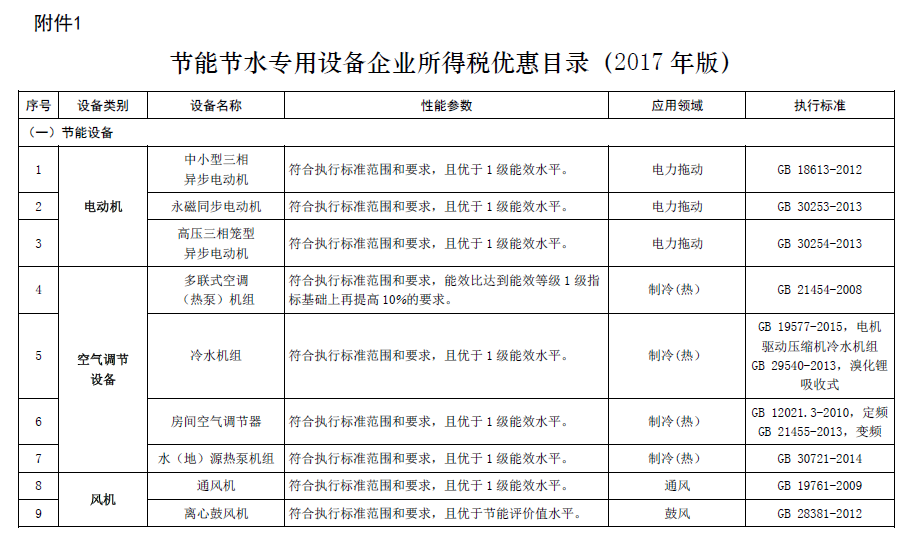 附件1
节能节水专用设备企业所得税优惠目录（2017 年版）
序号 设备类别 设备名称 性能参数 应用领域 执行标准
（一）节能设备
1 电动机 中小型三相
异步电动机 符合执行标准范围和要求，且优于 1 级能效水平。 电力拖动 GB 18613-2012
2 永磁同步电动机 符合执行标准范围和要求，且优于 1 级能效水平。 电力拖动 GB 30253-2013
3 高压三相笼型
异步电动机 符合执行标准范围和要求，且优于 1 级能效水平。 电力拖动 GB 30254-2013
4 空气调节
设备 多联式空调
（热泵）机组 符合执行标准范围和要求，能效比达到能效等级 1 级指
标基础上再提高 10%的要求。 制冷(热） GB 21454-2008
5 冷水机组 符合执行标准范围和要求，且优于 1 级能效水平。 制冷(热） GB 19577-2015，电机
驱动压缩机冷水机组
GB 29540-2013，溴化锂
吸收式
6 房间空气调节器 符合执行标准范围和要求，且优于 1 级能效水平。 制冷(热） GB 12021.3-2010，定频
GB 21455-2013，变频
7 水（地）源热泵机组 符合执行标准范围和要求，且优于 1 级能效水平。 制冷(热） GB 30721-2014
8 风机 通风机 符合执行标准范围和要求，且优于 1 级能效水平。 通风 GB 19761-2009
9 离心鼓风机 符合执行标准范围和要求，且优于节能评价值水平。 鼓风 GB 28381-2012